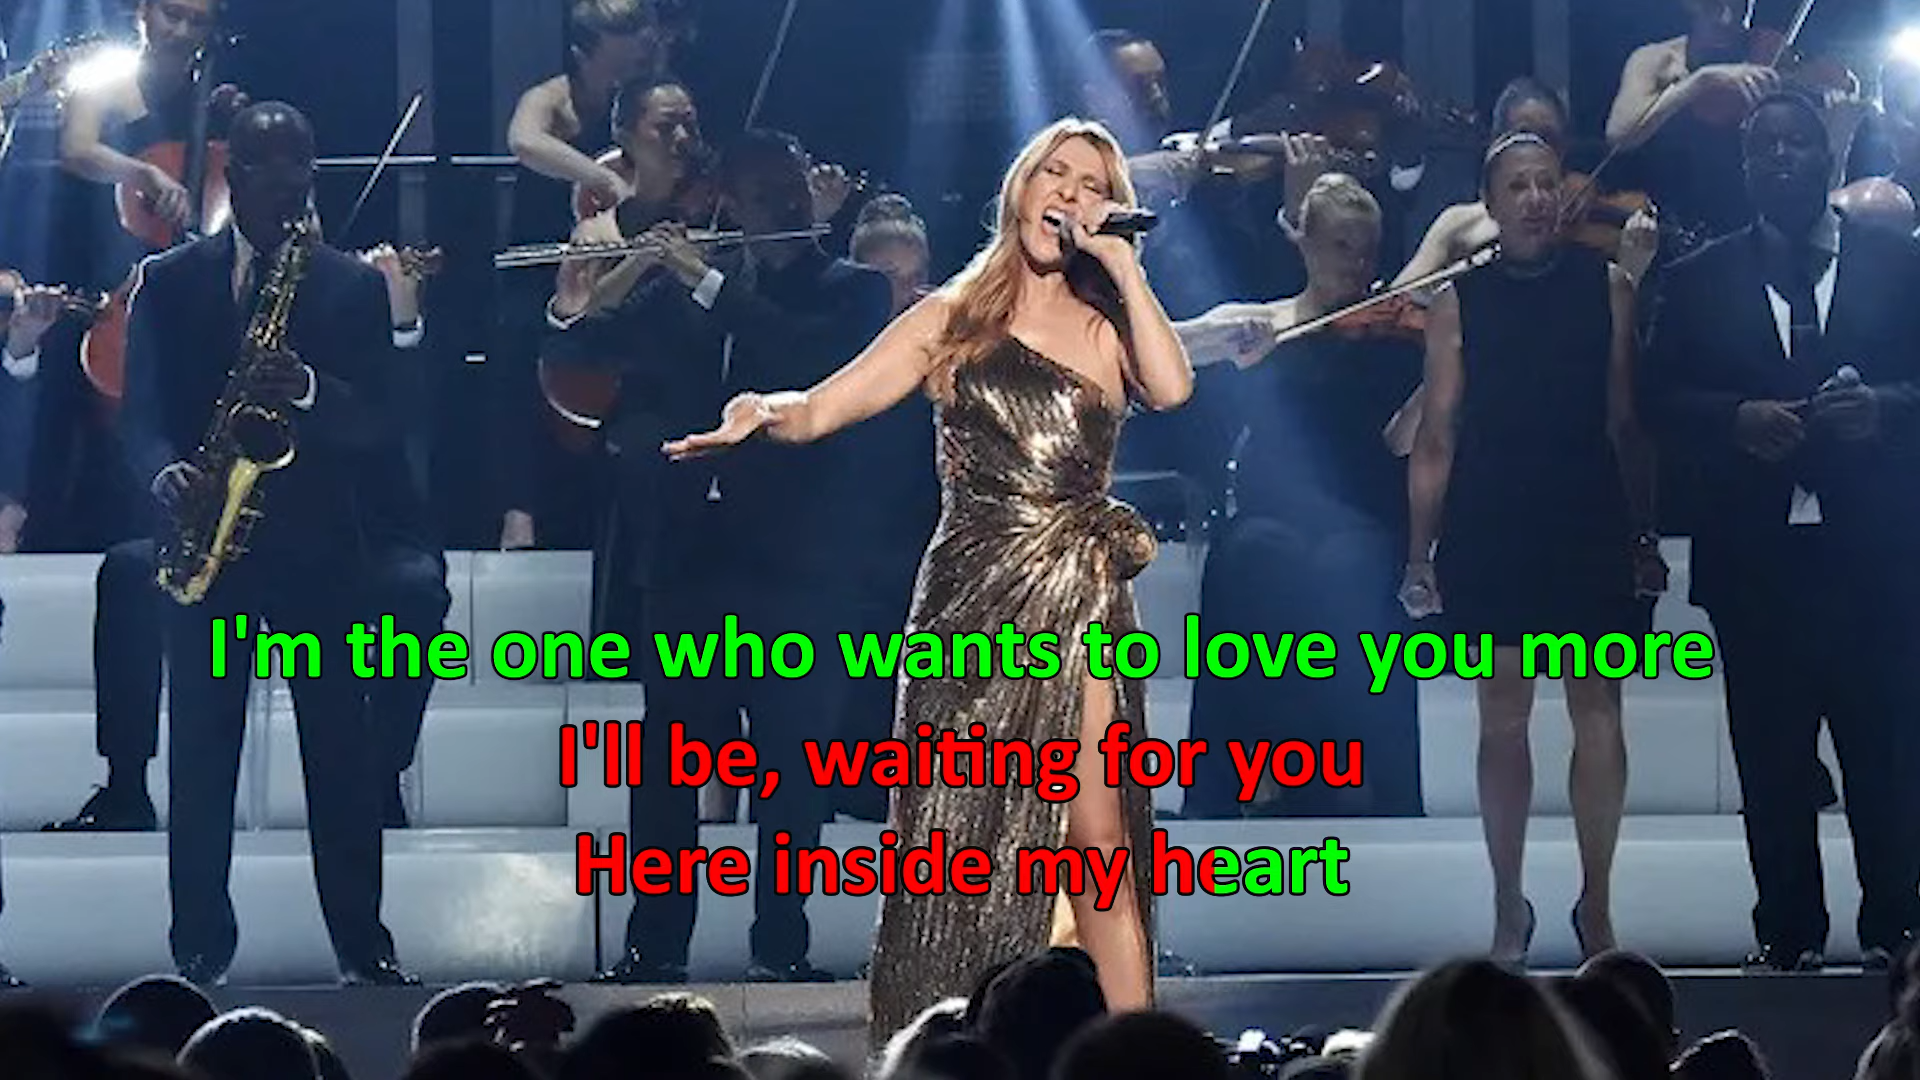 I'm the one who wants to love you more
I'll be, waiting for you
Here inside my heart